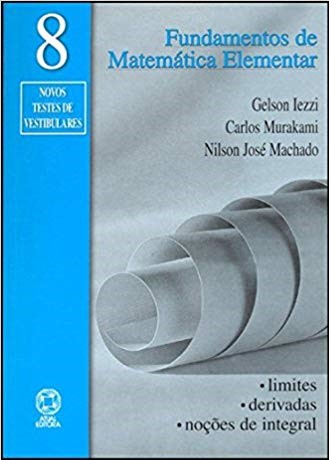 8
NOVOS
TESTES DE
VESTIBULARES
Fundamentos de
Matemática Elementar
Gelson Iezzi
Carlos Murakami
Nilson José Machado
• limites
• derivadas
• noções de integral
ATUAL
EDITORA